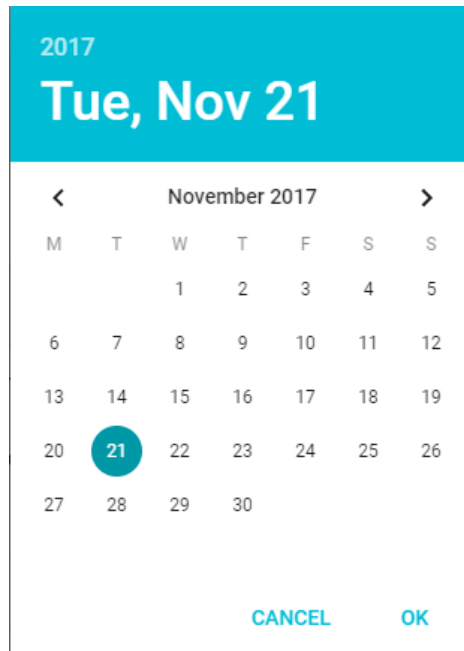 2017
Tue, Nov 21
November 2017
M T W T F S S
1 2 3 4 5
6 7 8 9 10 11 12
13 14 15 16 17 18 19
20 21 22 23 24 25 26
27 28 29 30
CANCEL OK